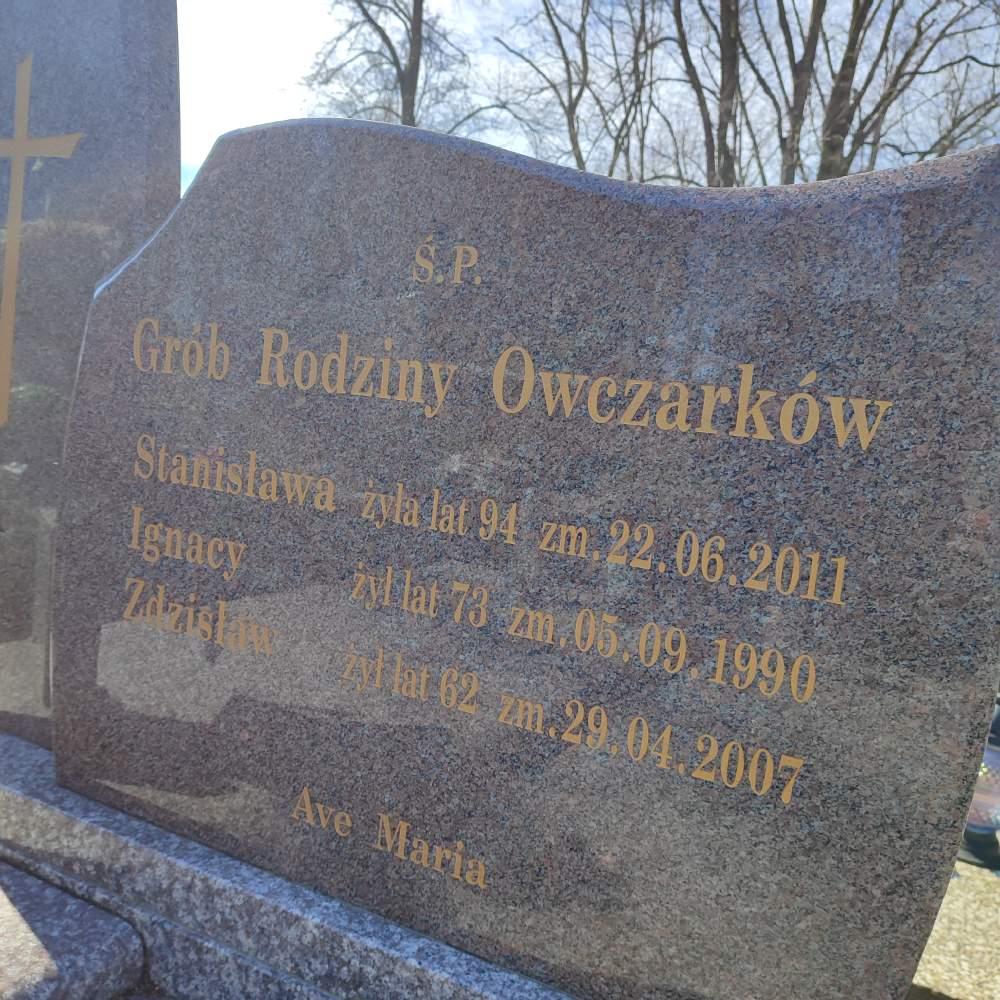 Ś.P.
Grób Rodziny Owczarków
Stanisława żyła lat 94 zm.22.06.2011
Ignacy żył lat 73 zm.05.09.1990
Zdzisław żył lat 62 zm.29.04.2007
Ave Maria